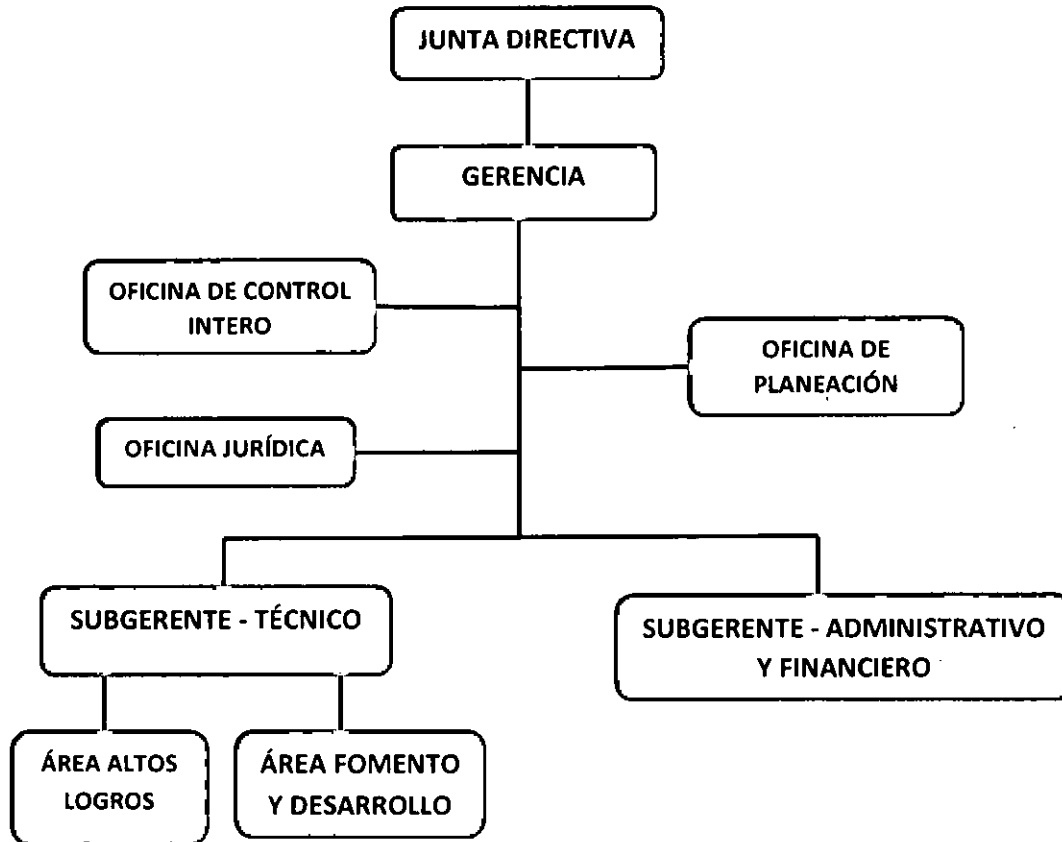 JUNTA DIRECTIVA
GERENCIA
OFICINA DE CONTROL
INTERO
OFICINA DE
PLANEACIÓN
OFICINA JURÍDICA
SUBGERENTE - TÉCNICO
SUBGERENTE - ADMINISTRATIVO
Y FINANCIERO
ÁREA ALTOS
LOGROS
ÁREA FOMENTO
Y DESARROLLO